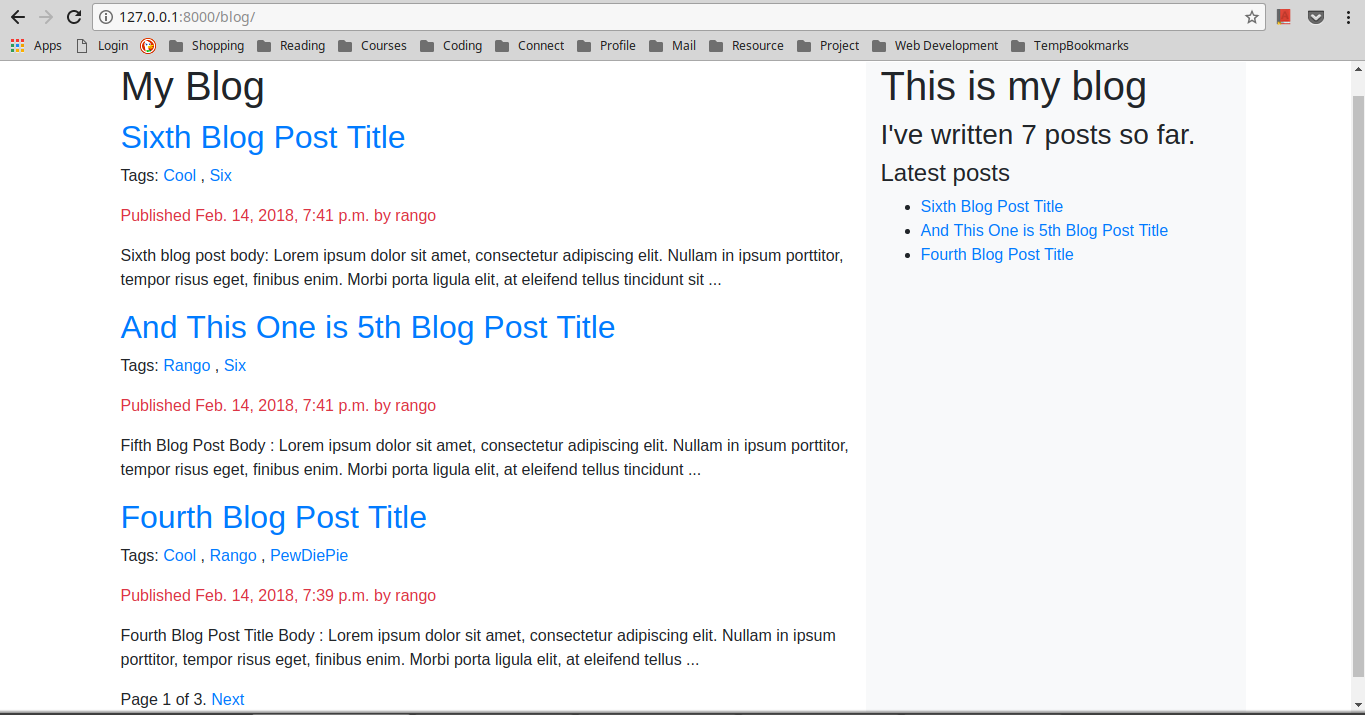 127.0.0.1:8000/blog/
Apps Login Shopping Reading Courses Coding Connect Profile Mail Resource Project Web Development TempBookmarks
My Blog
Sixth Blog Post Title
Tags: Cool , Six
Published Feb. 14, 2018, 7:41 p.m. by rango
Sixth blog post body: Lorem ipsum dolor sit amet, consectetur adipiscing elit. Nullam in ipsum porttitor,
tempor risus eget, finibus enim. Morbi porta ligula elit, at eleifend tellus tincidunt sit ...
And This One is 5th Blog Post Title
Tags: Rango , Six
Published Feb. 14, 2018, 7:41 p.m. by rango
Fifth Blog Post Body : Lorem ipsum dolor sit amet, consectetur adipiscing elit. Nullam in ipsum porttitor,
tempor risus eget, finibus enim. Morbi porta ligula elit, at eleifend tellus tincidunt ...
Fourth Blog Post Title
Tags: Cool , Rango , PewDiePie
Published Feb. 14, 2018, 7:39 p.m. by rango
Fourth Blog Post Title Body : Lorem ipsum dolor sit amet, consectetur adipiscing elit. Nullam in ipsum
porttitor, tempor risus eget, finibus enim. Morbi porta ligula elit, at eleifend tellus ...
Page 1 of 3. Next
This is my blog
I've written 7 posts so far.
Latest posts
• Sixth Blog Post Title
• And This One is 5th Blog Post Title
• Fourth Blog Post Title